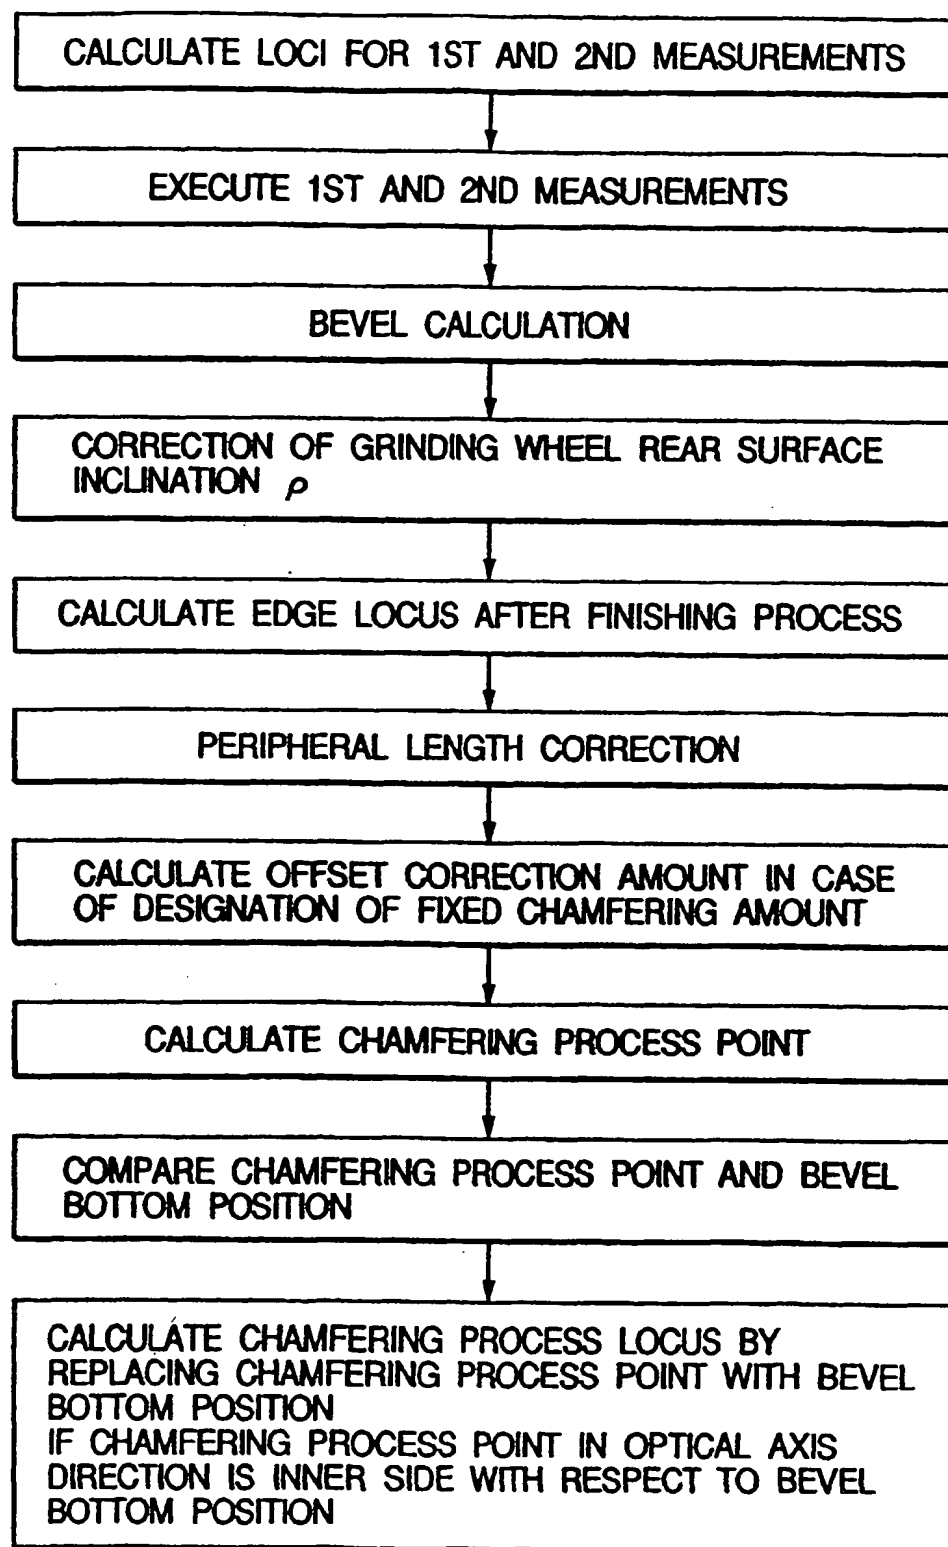 CALCULATE LOCI FOR 1ST AND 2ND MEASUREMENTS
EXECUTE 1ST AND 2ND MEASUREMENTS
BEVEL CALCULATION
CORRECTION OF GRINDING WHEEL REAR SURFACE
INCLINATION ρ
CALCULATE EDGE LOCUS AFTER FINISHING PROCESS
PERIPHERAL LENGTH CORRECTION
CALCULATE OFFSET CORRECTION AMOUNT IN CASE
OF DESIGNATION OF FIXED CHAMFERING AMOUNT
CALCULATE CHAMFERING PROCESS POINT
COMPARE CHAMFERING PROCESS POINT AND BEVEL
BOTTOM POSITION
CALCULATE CHAMFERING PROCESS LOCUS BY
REPLACING CHAMFERING PROCESS POINT WITH BEVEL
BOTTOM POSITION
IF CHAMFERING PROCESS POINT IN OPTICAL AXIS
DIRECTION IS INNER SIDE WITH RESPECT TO BEVEL
BOTTOM POSITION